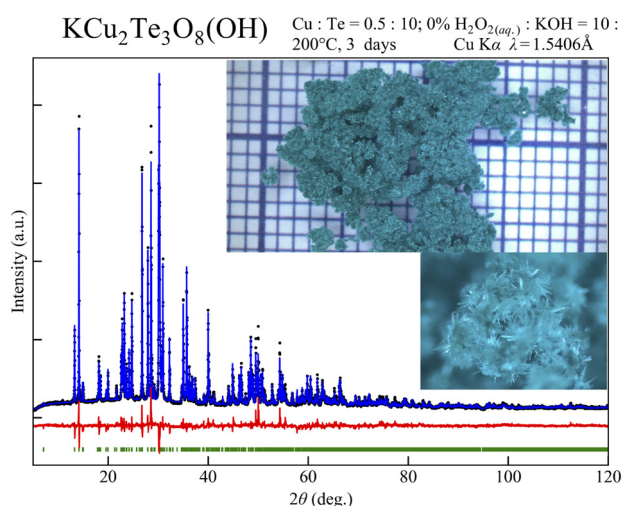 KCu₂Te₃O₈(OH)
Cu : Te = 0.5 : 10; 0% H₂O₂(aq.) : KOH = 10 :
200°C, 3 days Cu Kα λ=1.5406Å
Intensity (a.u.)
20 40 60 80 100 120
2θ (deg.)